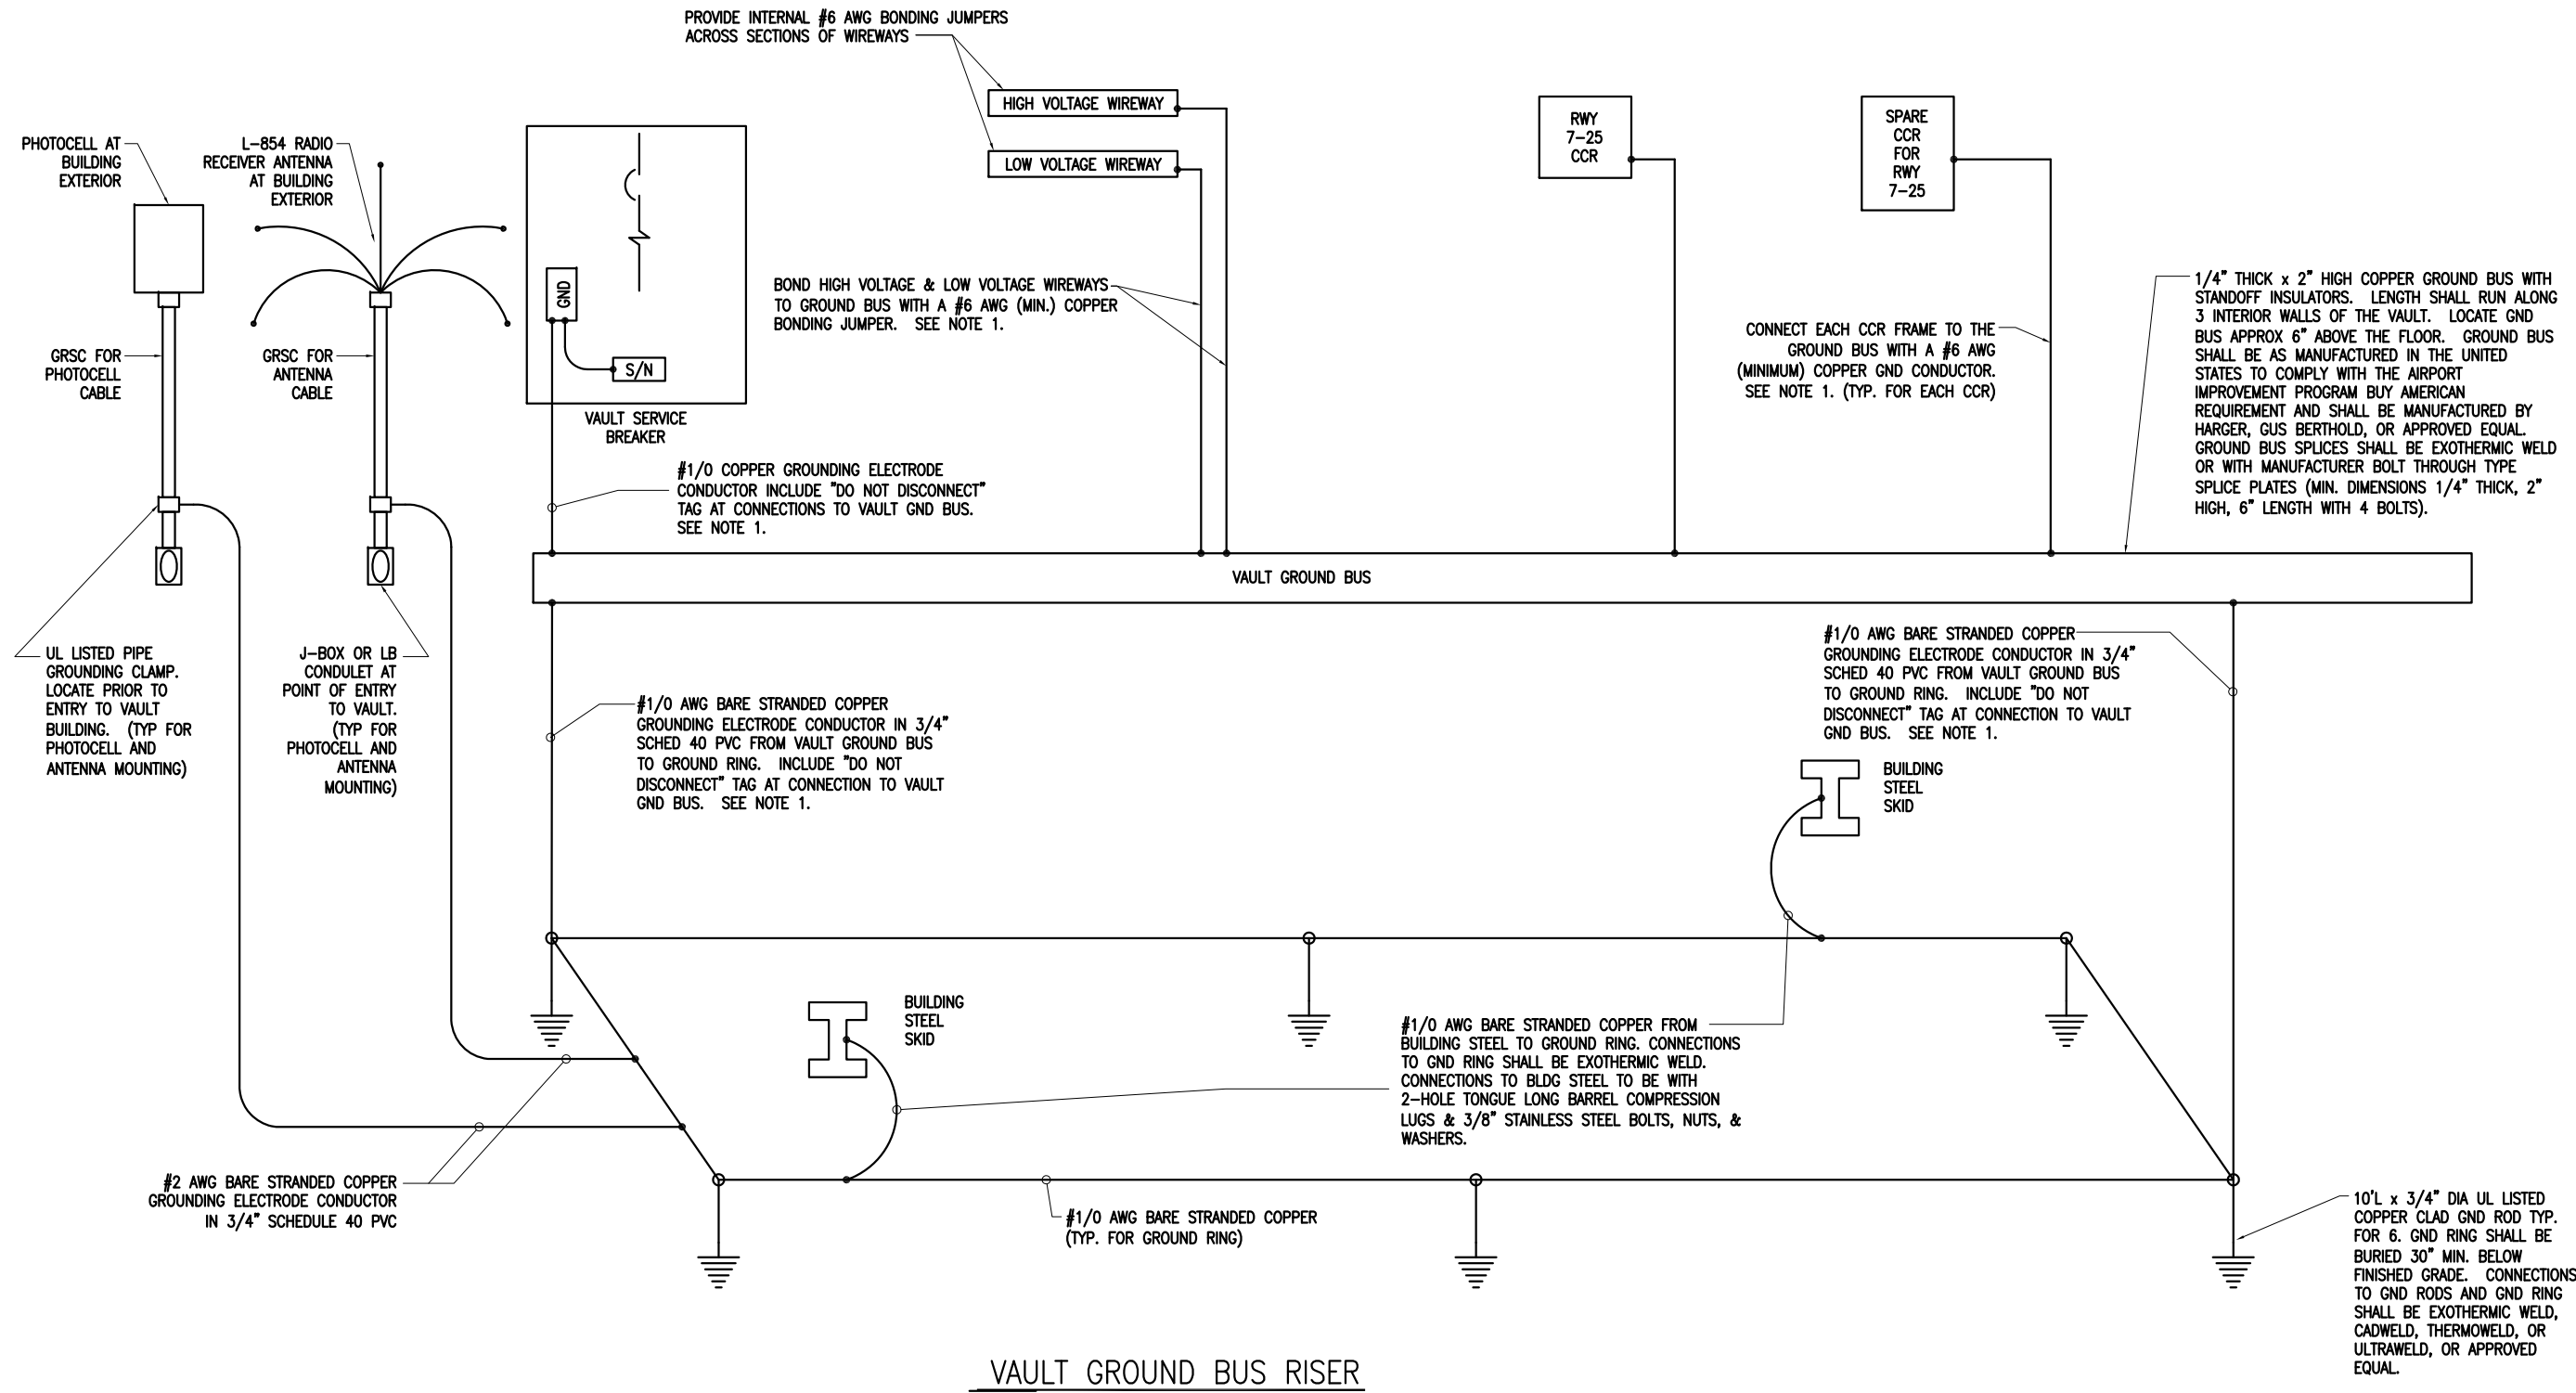 PROVIDE INTERNAL #6 AWG BONDING JUMPERS
ACROSS SECTIONS OF WIREWAYS
HIGH VOLTAGE WIREWAY
LOW VOLTAGE WIREWAY
RWY
7-25
CCR
SPARE
CCR
FOR
RWY
7-25
PHOTOCELL AT
BUILDING
EXTERIOR
L-854 RADIO
RECEIVER ANTENNA
AT BUILDING
EXTERIOR
GRSC FOR
PHOTOCELL
CABLE
GRSC FOR
ANTENNA
CABLE
GND
S/N
VAULT SERVICE
BREAKER
BOND HIGH VOLTAGE & LOW VOLTAGE WIREWAYS
TO GROUND BUS WITH A #6 AWG (MIN.) COPPER
BONDING JUMPER. SEE NOTE 1.
CONNECT EACH CCR FRAME TO THE
GROUND BUS WITH A #6 AWG
(MINIMUM) COPPER GND CONDUCTOR.
SEE NOTE 1. (TYP. FOR EACH CCR)
1/4" THICK x 2" HIGH COPPER GROUND BUS WITH
STANDOFF INSULATORS. LENGTH SHALL RUN ALONG
3 INTERIOR WALLS OF THE VAULT. LOCATE GND
BUS APPROX 6" ABOVE THE FLOOR. GROUND BUS
SHALL BE AS MANUFACTURED IN THE UNITED
STATES TO COMPLY WITH THE AIRPORT
IMPROVEMENT PROGRAM BUY AMERICAN
REQUIREMENT AND SHALL BE MANUFACTURED BY
HARGER, GUS BERTHOLD, OR APPROVED EQUAL.
GROUND BUS SPLICES SHALL BE EXOTHERMIC WELD
OR WITH MANUFACTURER BOLT THROUGH TYPE
SPLICE PLATES (MIN. DIMENSIONS 1/4" THICK, 2"
HIGH, 6" LENGTH WITH 4 BOLTS).
#1/0 COPPER GROUNDING ELECTRODE
CONDUCTOR INCLUDE "DO NOT DISCONNECT"
TAG AT CONNECTIONS TO VAULT GND BUS.
SEE NOTE 1.
VAULT GROUND BUS
UL LISTED PIPE
GROUNDING CLAMP.
LOCATE PRIOR TO
ENTRY TO VAULT
BUILDING. (TYP FOR
PHOTOCELL AND
ANTENNA MOUNTING)
J-BOX OR LB
CONDULET AT
POINT OF ENTRY
TO VAULT.
(TYP FOR
PHOTOCELL AND
ANTENNA
MOUNTING)
#1/0 AWG BARE STRANDED COPPER
GROUNDING ELECTRODE CONDUCTOR IN 3/4"
SCHED 40 PVC FROM VAULT GROUND BUS
TO GROUND RING. INCLUDE "DO NOT
DISCONNECT" TAG AT CONNECTION TO VAULT
GND BUS. SEE NOTE 1.
#1/0 AWG BARE STRANDED COPPER
GROUNDING ELECTRODE CONDUCTOR IN 3/4"
SCHED 40 PVC FROM VAULT GROUND BUS
TO GROUND RING. INCLUDE "DO NOT
DISCONNECT" TAG AT CONNECTION TO VAULT
GND BUS. SEE NOTE 1.
BUILDING
STEEL
SKID
BUILDING
STEEL
SKID
#1/0 AWG BARE STRANDED COPPER FROM
BUILDING STEEL TO GROUND RING. CONNECTIONS
TO GND RING SHALL BE EXOTHERMIC WELD.
CONNECTIONS TO BLDG STEEL TO BE WITH
2-HOLE TONGUE LONG BARREL COMPRESSION
LUGS & 3/8" STAINLESS STEEL BOLTS, NUTS, &
WASHERS.
#2 AWG BARE STRANDED COPPER
GROUNDING ELECTRODE CONDUCTOR
IN 3/4" SCHEDULE 40 PVC
#1/0 AWG BARE STRANDED COPPER
(TYP. FOR GROUND RING)
10'L x 3/4" DIA UL LISTED
COPPER CLAD GND ROD TYP.
FOR 6. GND RING SHALL BE
BURIED 30" MIN. BELOW
FINISHED GRADE. CONNECTIONS
TO GND RODS AND GND RING
SHALL BE EXOTHERMIC WELD,
CADWELD, THERMOWELD, OR
ULTRAWELD, OR APPROVED
EQUAL.
VAULT GROUND BUS RISER